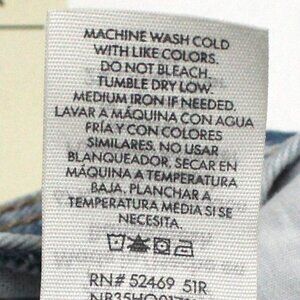 MACHINE WASH COLD
WITH LIKE COLORS.
DO NOT BLEACH.
TUMBLE DRY LOW.
MEDIUM IRON IF NEEDED.
LAVAR A MÁQUINA CON AGUA
FRÍA Y CON COLORES
SIMILARES. NO USAR
BLANQUEADOR. SECAR EN
MÁQUINA A TEMPERATURA
BAJA. PLANCHAR A
TEMPERATURA MEDIA SI SE
NECESITA.
RN# 52469 51R